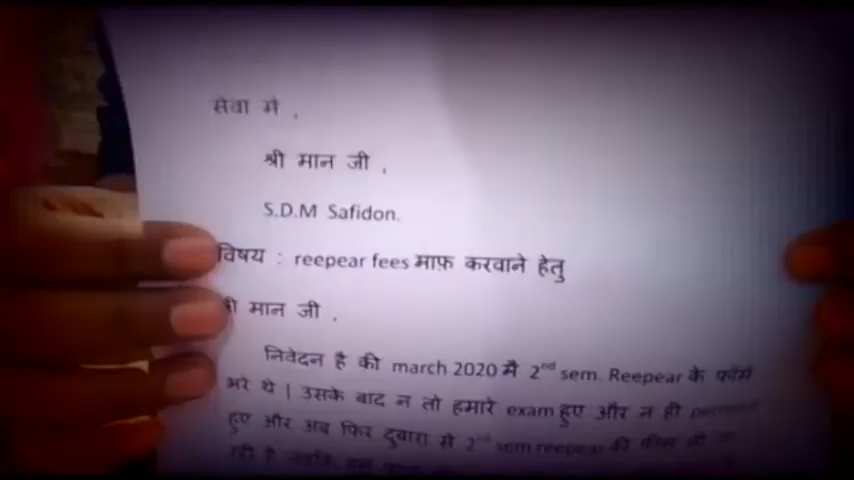 सेवा मै ,
श्री मान जी ,
S.D.M Safidon.
विषय : reepear fees माफ़ करवाने हेतु
मान जी ,
निवेदन है की march 2020 मै 2nd sem. Reepear के फॉर्म
भरे थे | उसके बाद न तो हमारे exam हुए और न ही
हुए और अब फिर दुबारा से 2nd sem reepear की फीस ली
रही है